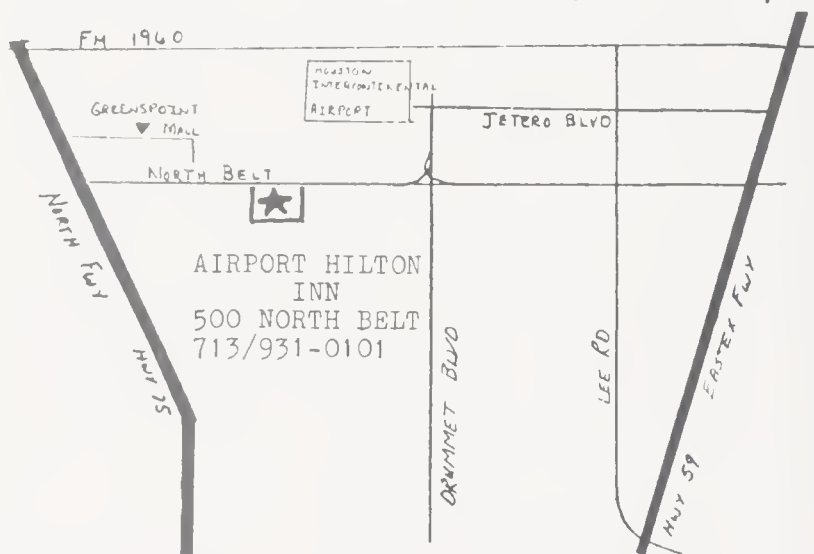 FM 1960
HOUSTON
INTERCONTINENTAL
AIRPORT
GREENSPOINT
MALL
JETERO BLVD
NORTH BELT
NORTH FWY
HWY 25
AIRPORT HILTON
INN
500 NORTH BELT
713/931-0101
DRUMMET BLVD
LEE RD
EASTEX FWY
HWY 59